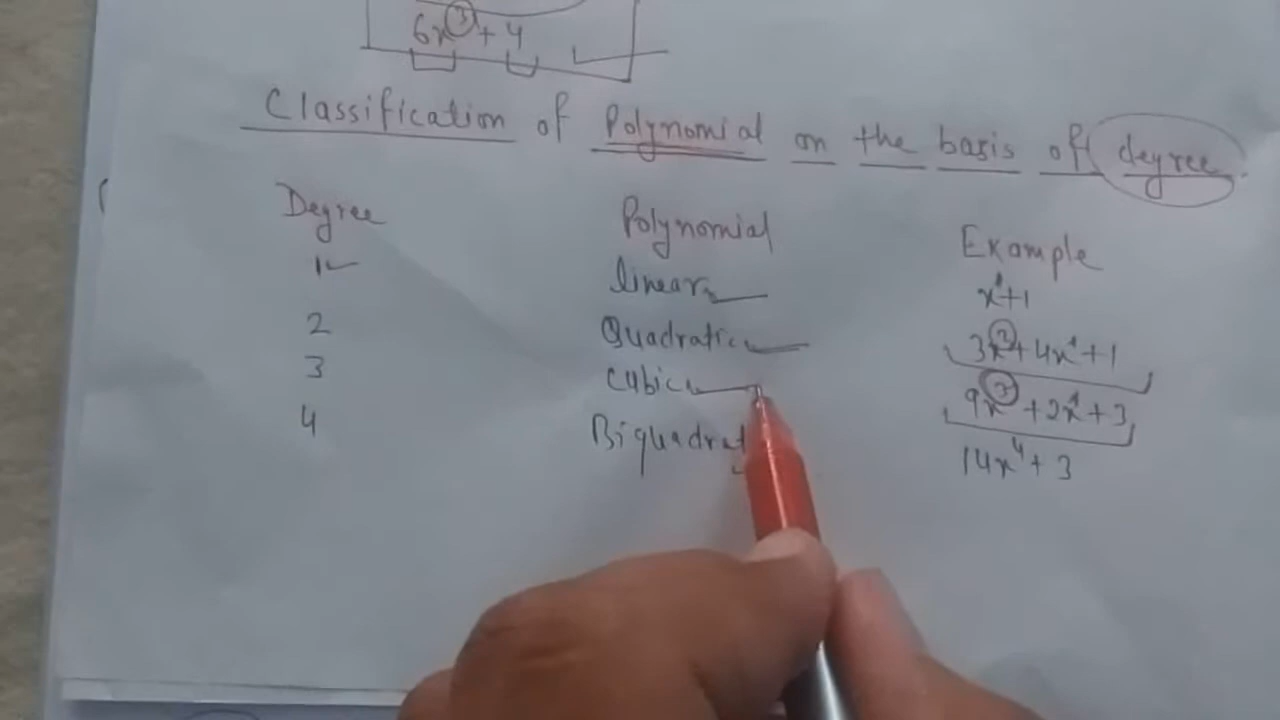 6x³ + 4
Classification of Polynomial on the basis of degree.
Degree Polynomial Example
1 linear x¹+1
2 Quadratic 3x²+4x¹+1
3 Cubic 9x³+2x¹+3
4 Biquadrat 14x⁴+3